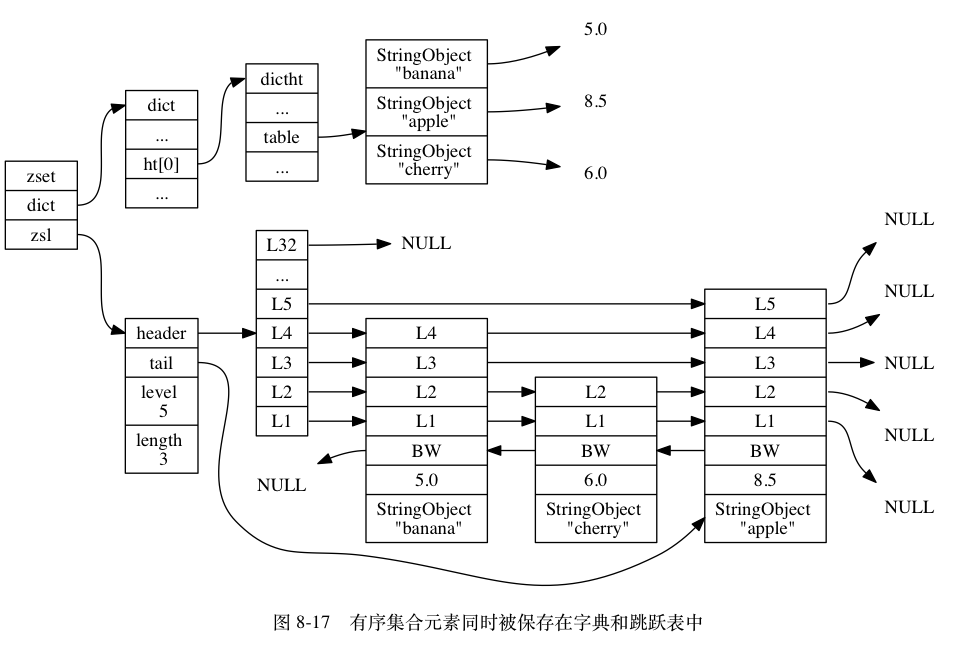 zset
dict
zsl
dict
...
ht[0]
...
dictht
...
table
...
StringObject
"banana"
StringObject
"apple"
StringObject
"cherry"
5.0
8.5
6.0
header
tail
level
5
length
3
L32
...
L5
L4
L3
L2
L1
NULL
NULL
L4
L3
L2
L1
BW
5.0
StringObject
"banana"
L2
L1
BW
6.0
StringObject
"cherry"
L5
L4
L3
L2
L1
BW
8.5
StringObject
"apple"
NULL
NULL
NULL
NULL
NULL
图 8-17 有序集合元素同时被保存在字典和跳跃表中